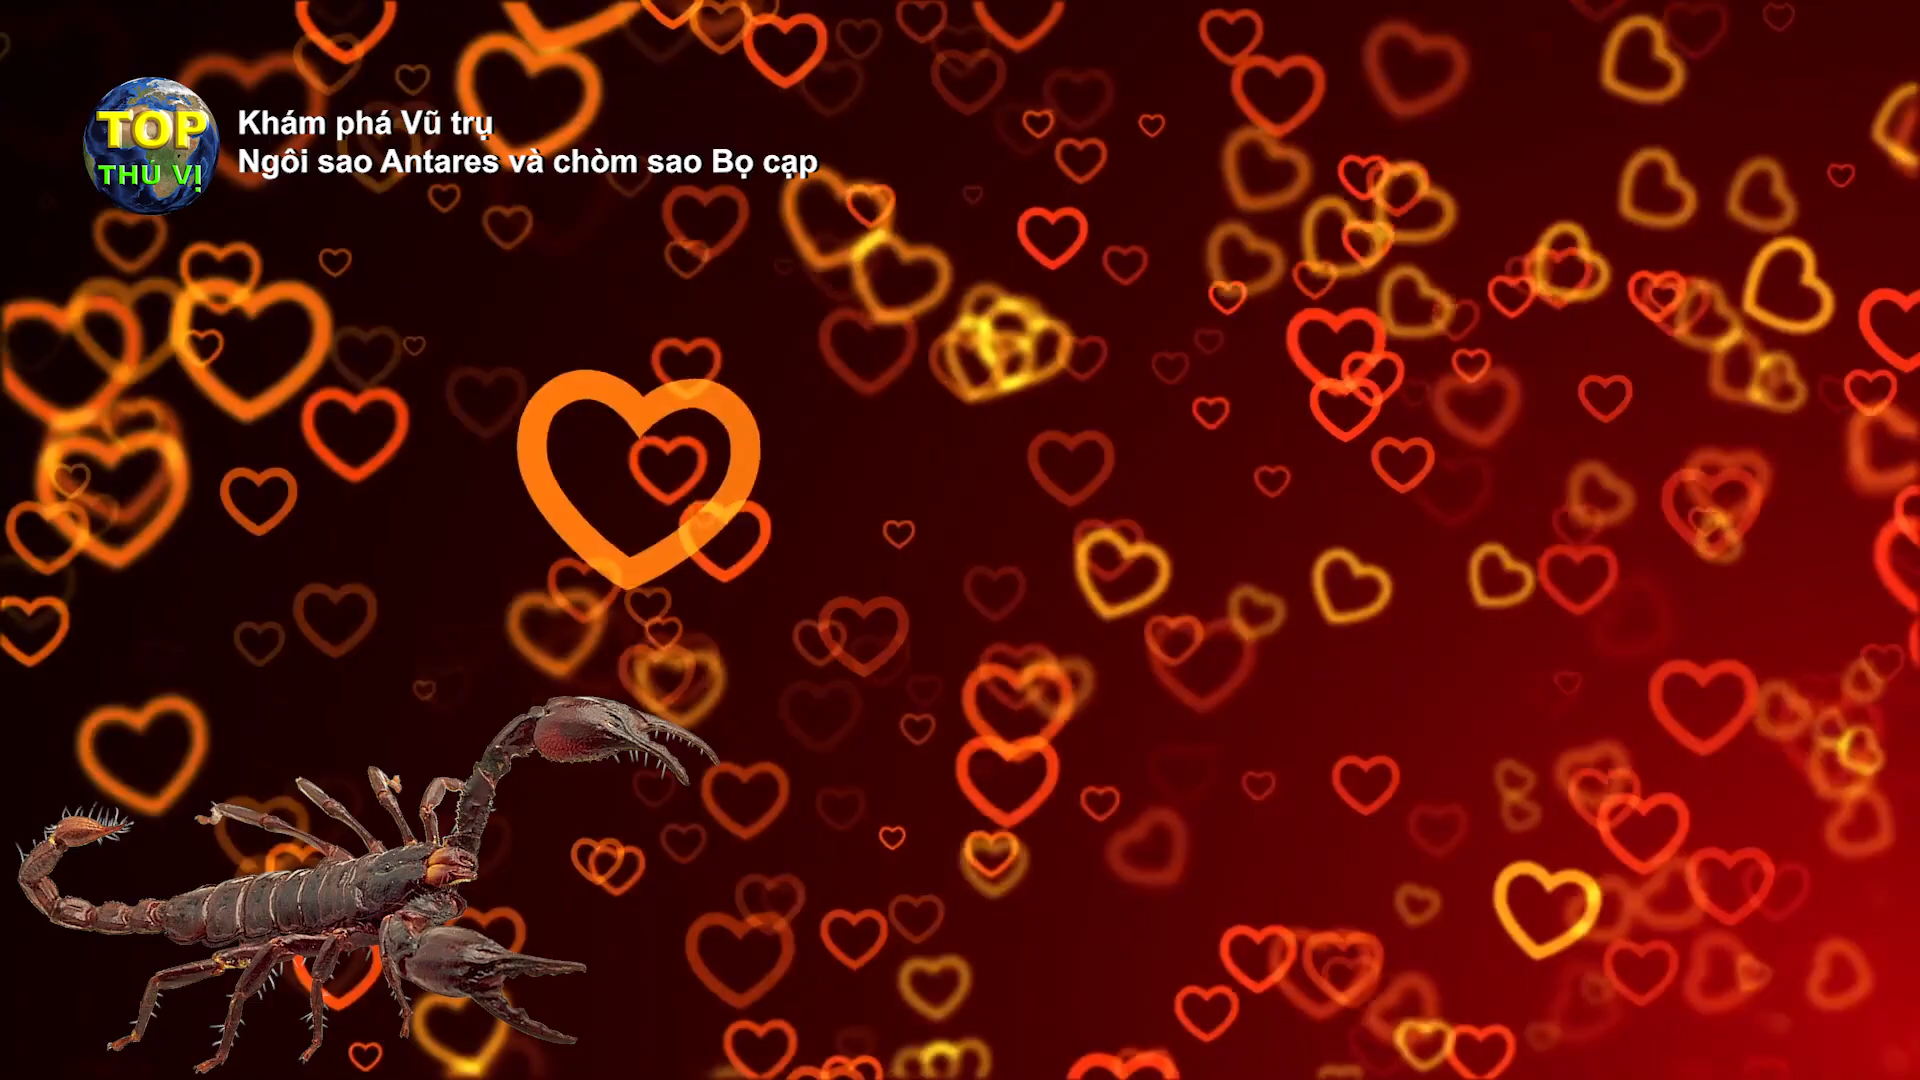 TOP
THÚ VỊ
Khám phá Vũ trụ
Ngôi sao Antares và chòm sao Bọ cạp